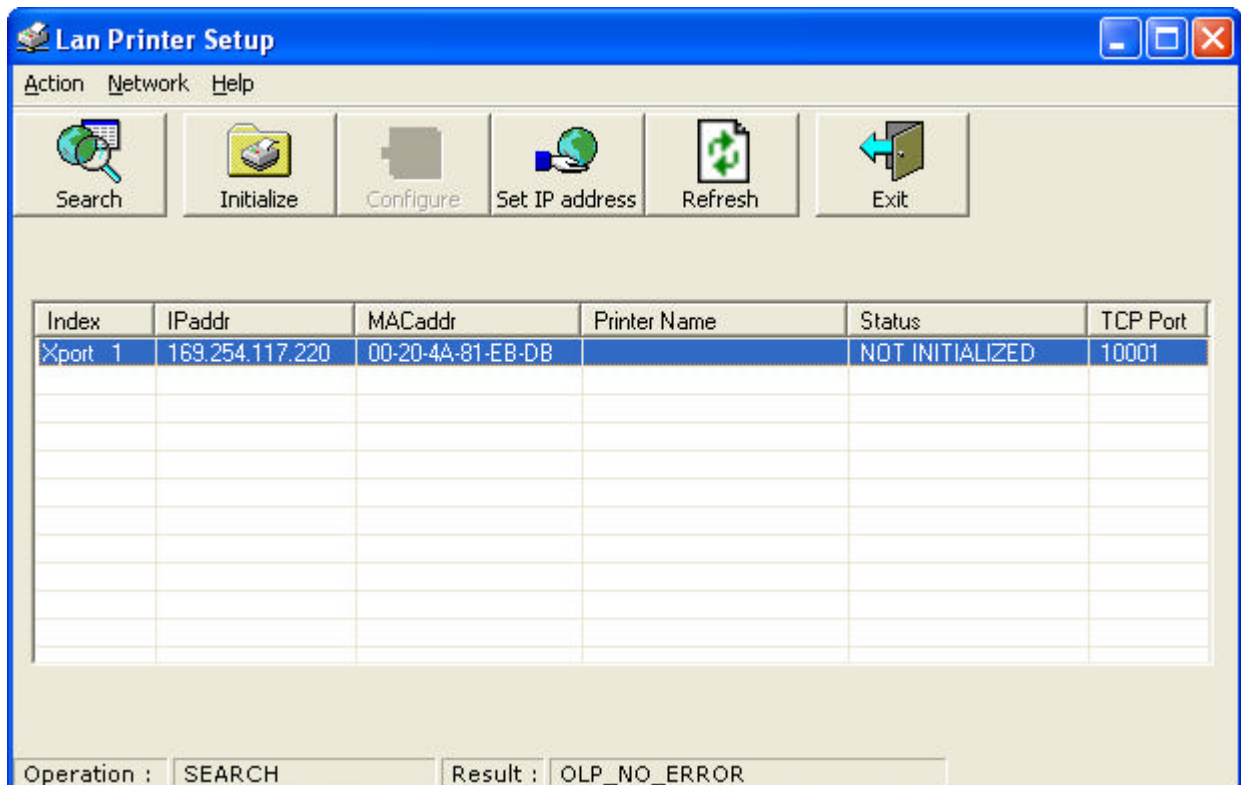 Lan Printer Setup
Action Network Help
Search Initialize Configure Set IP address Refresh Exit
Index IPaddr MACaddr Printer Name Status TCP Port
Xport 1 169.254.117.220 00-20-4A-81-EB-DB NOT INITIALIZED 10001
Operation : SEARCH Result : OLP_NO_ERROR